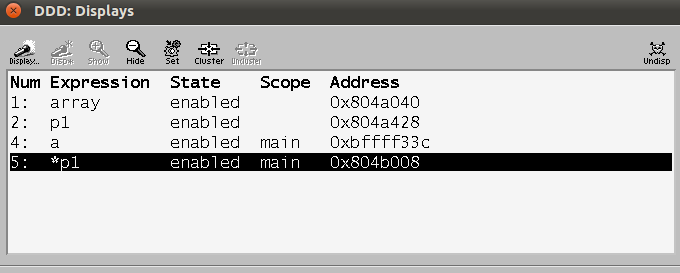 DDD: Displays
Display... Disp*: Show Hide Set Cluster Uncluster Undisp
Num Expression State Scope Address
1: array enabled 0x804a040
2: p1 enabled 0x804a428
4: a enabled main 0xbffff33c
5: *p1 enabled main 0x804b008